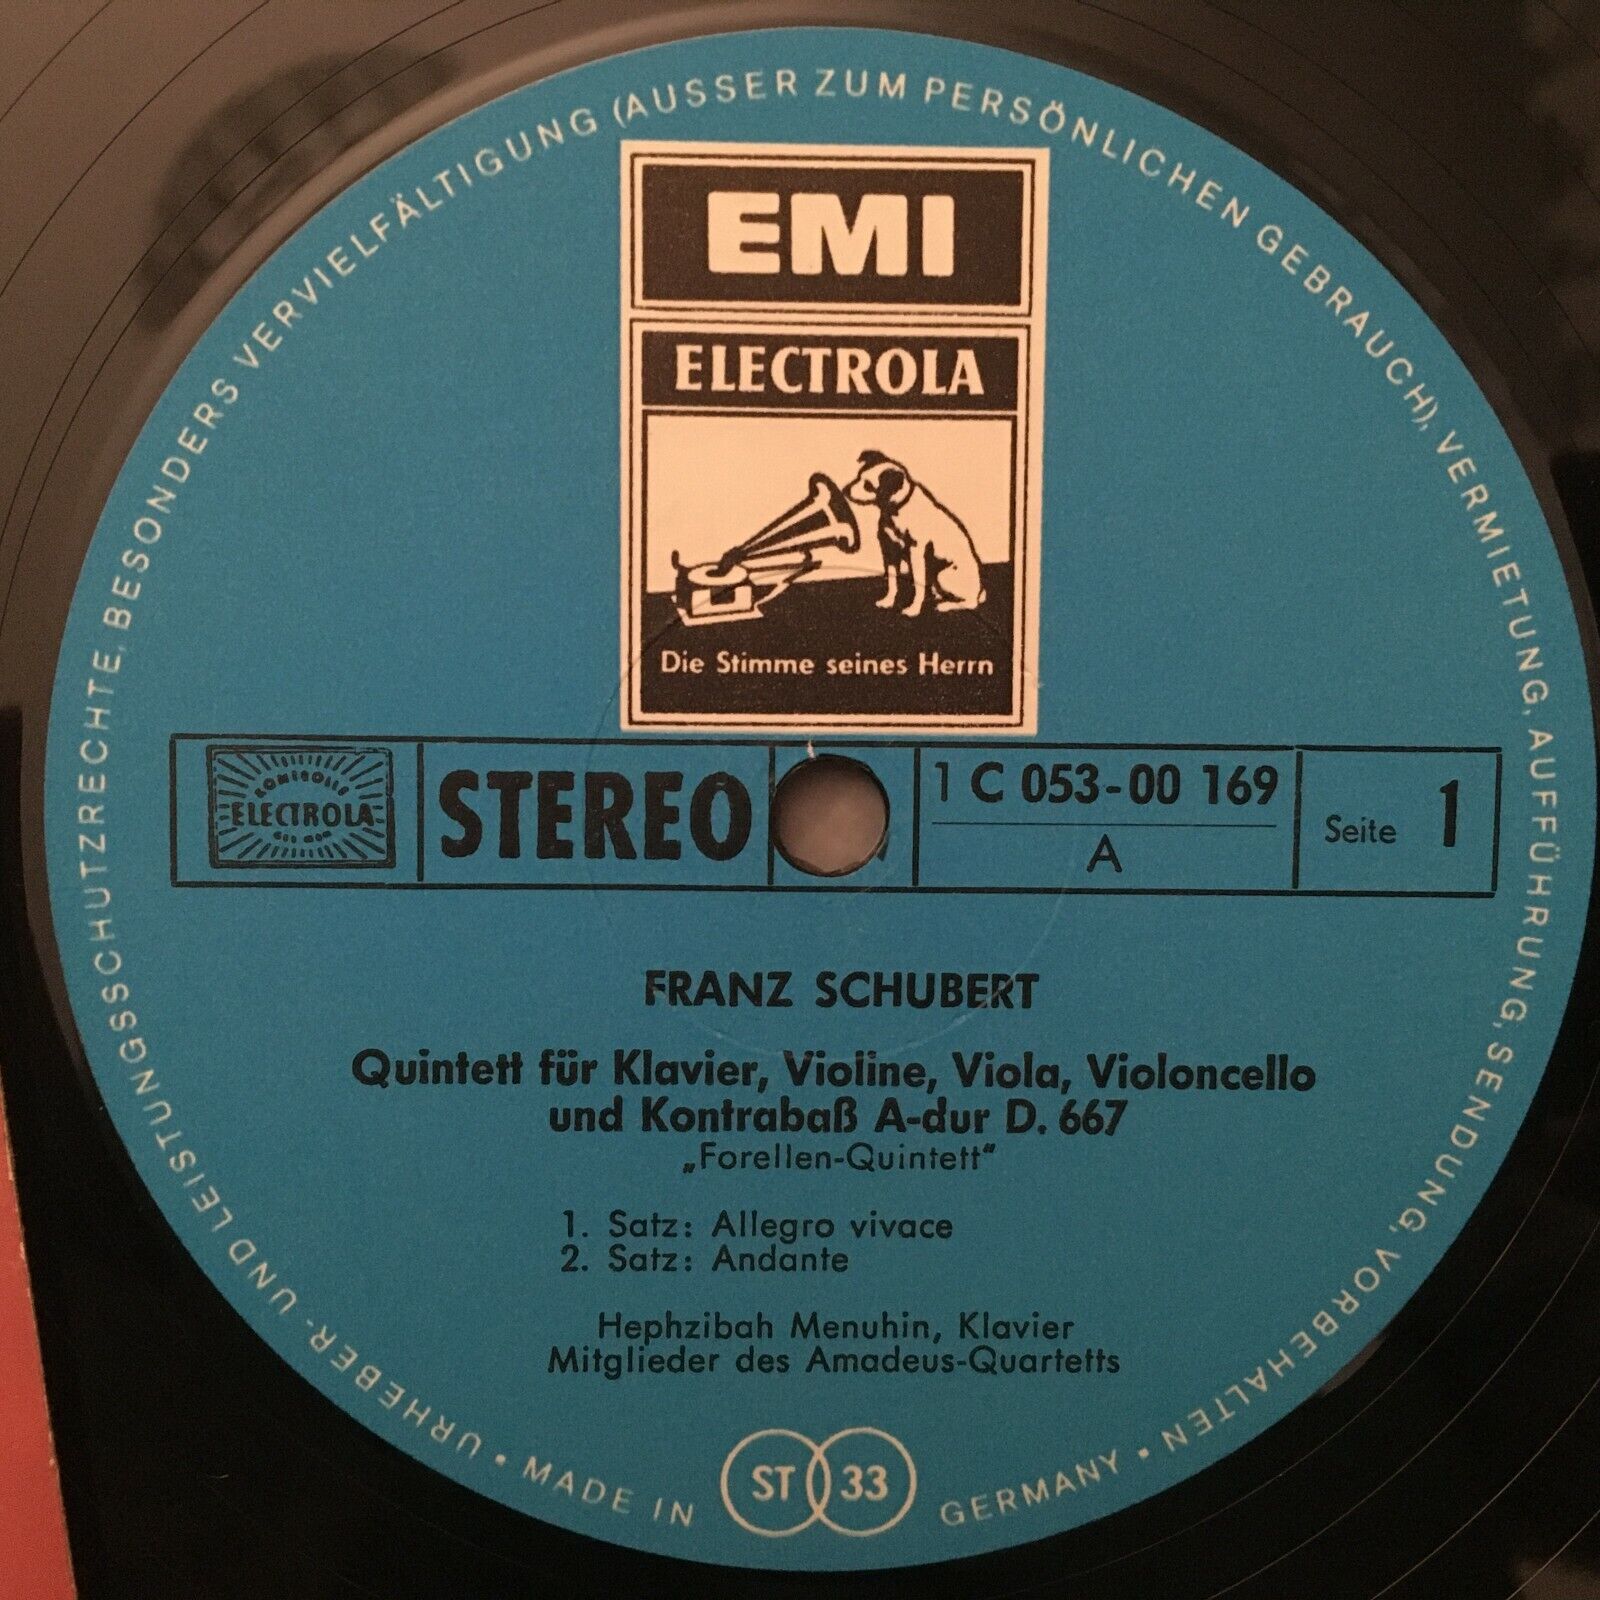 URHEBER- UND LEISTUNGSSCHUTZRECHTE, BESONDERS VERVIELFÄLTIGUNG (AUSSER ZUM PERSÖNLICHEN GEBRAUCH), VERMIETUNG, AUFFÜHRUNG, SENDUNG, VORBEHALTEN
EMI
ELECTROLA
Die Stimme seines Herrn
ELECTROLA
STEREO
1 C 053-00 169
A
Seite 1
FRANZ SCHUBERT
Quintett für Klavier, Violine, Viola, Violoncello
und Kontrabaß A-dur D. 667
„Forellen-Quintett"
1. Satz: Allegro vivace
2. Satz: Andante
Hephzibah Menuhin, Klavier
Mitglieder des Amadeus-Quartetts
• MADE IN ST 33 GERMANY •